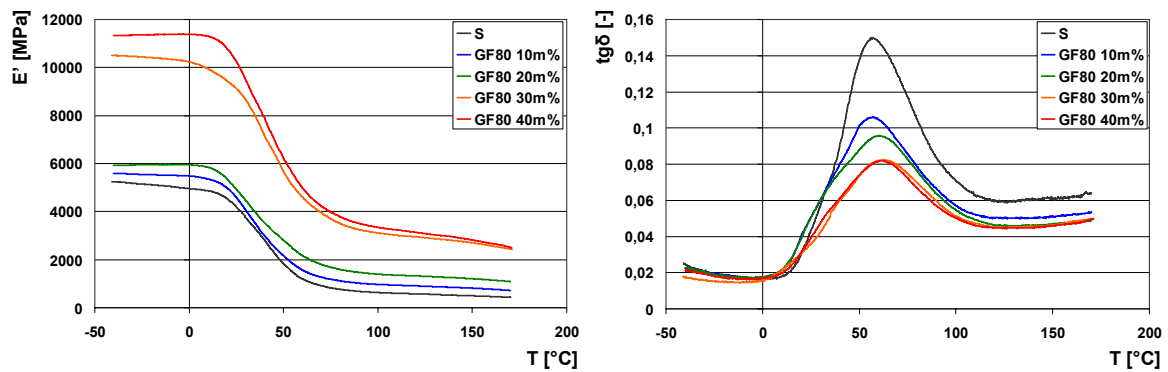 E' [MPa]
12000
10000
8000
6000
4000
2000
0
-50
0
50
100
150
200
T [°C]
S
GF80 10m%
GF80 20m%
GF80 30m%
GF80 40m%
tgδ [-]
0,16
0,14
0,12
0,1
0,08
0,06
0,04
0,02
0
-50
0
50
100
150
200
T [°C]
S
GF80 10m%
GF80 20m%
GF80 30m%
GF80 40m%